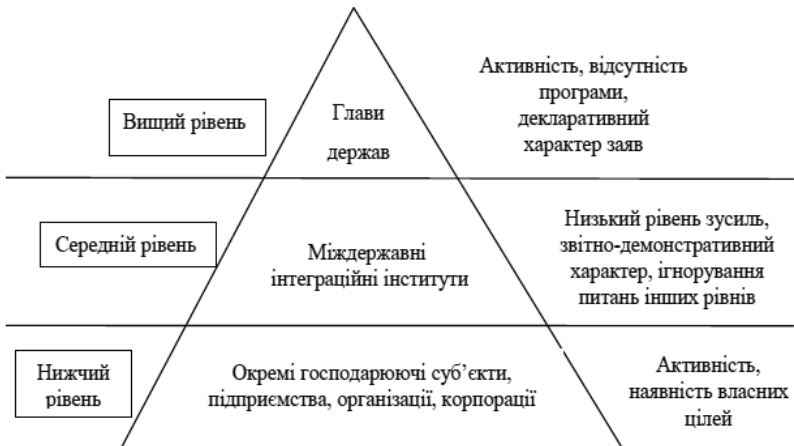 Вищий рівень
Глави
держав
Активність, відсутність
програми,
декларативний
характер заяв
Середній рівень
Міждержавні
інтеграційні інститути
Низький рівень зусиль,
звітно-демонстративний
характер, ігнорування
питань інших рівнів
Нижчий
рівень
Окремі господарюючі суб’єкти,
підприємства, організації, корпорації
Активність,
наявність власних
цілей